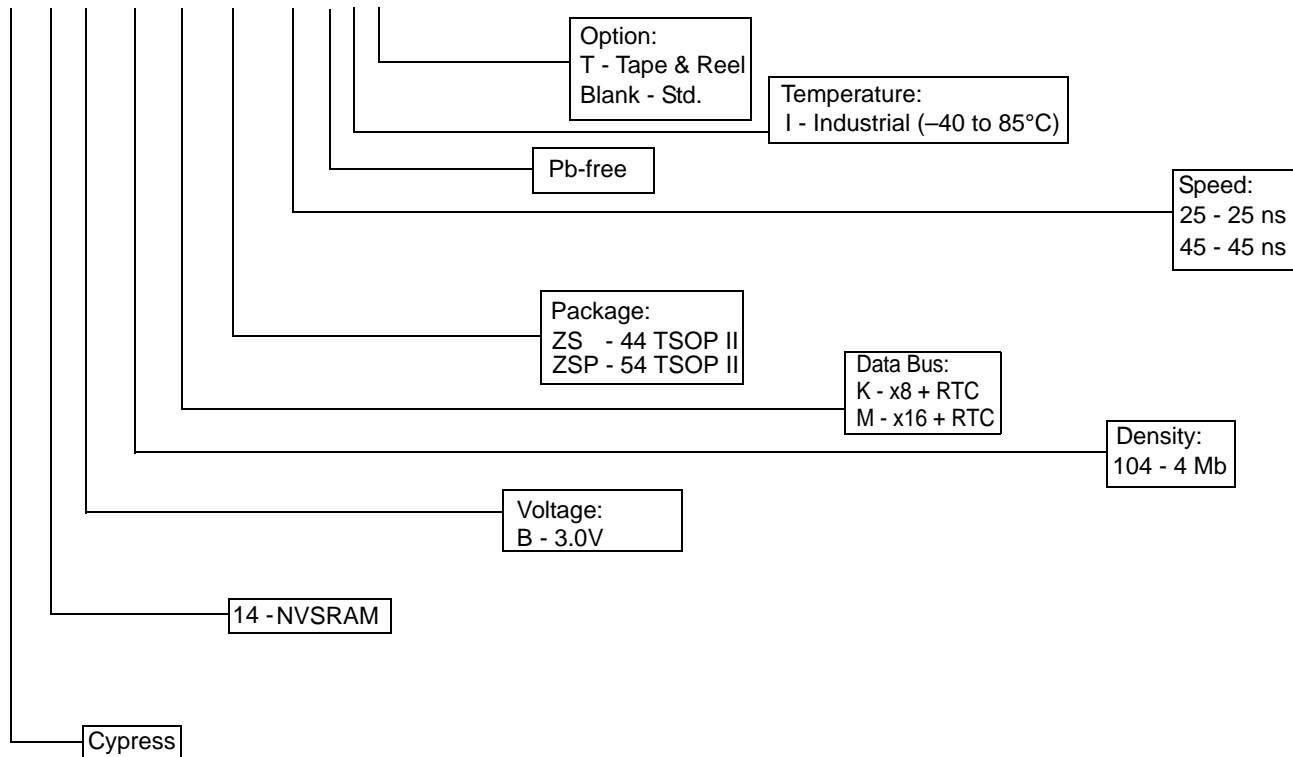 Option:
T - Tape & Reel
Blank - Std.
Temperature:
I - Industrial (–40 to 85°C)
Pb-free
Speed:
25 - 25 ns
45 - 45 ns
Package:
ZS - 44 TSOP II
ZSP - 54 TSOP II
Data Bus:
K - x8 + RTC
M - x16 + RTC
Density:
104 - 4 Mb
Voltage:
B - 3.0V
14 - NVSRAM
Cypress